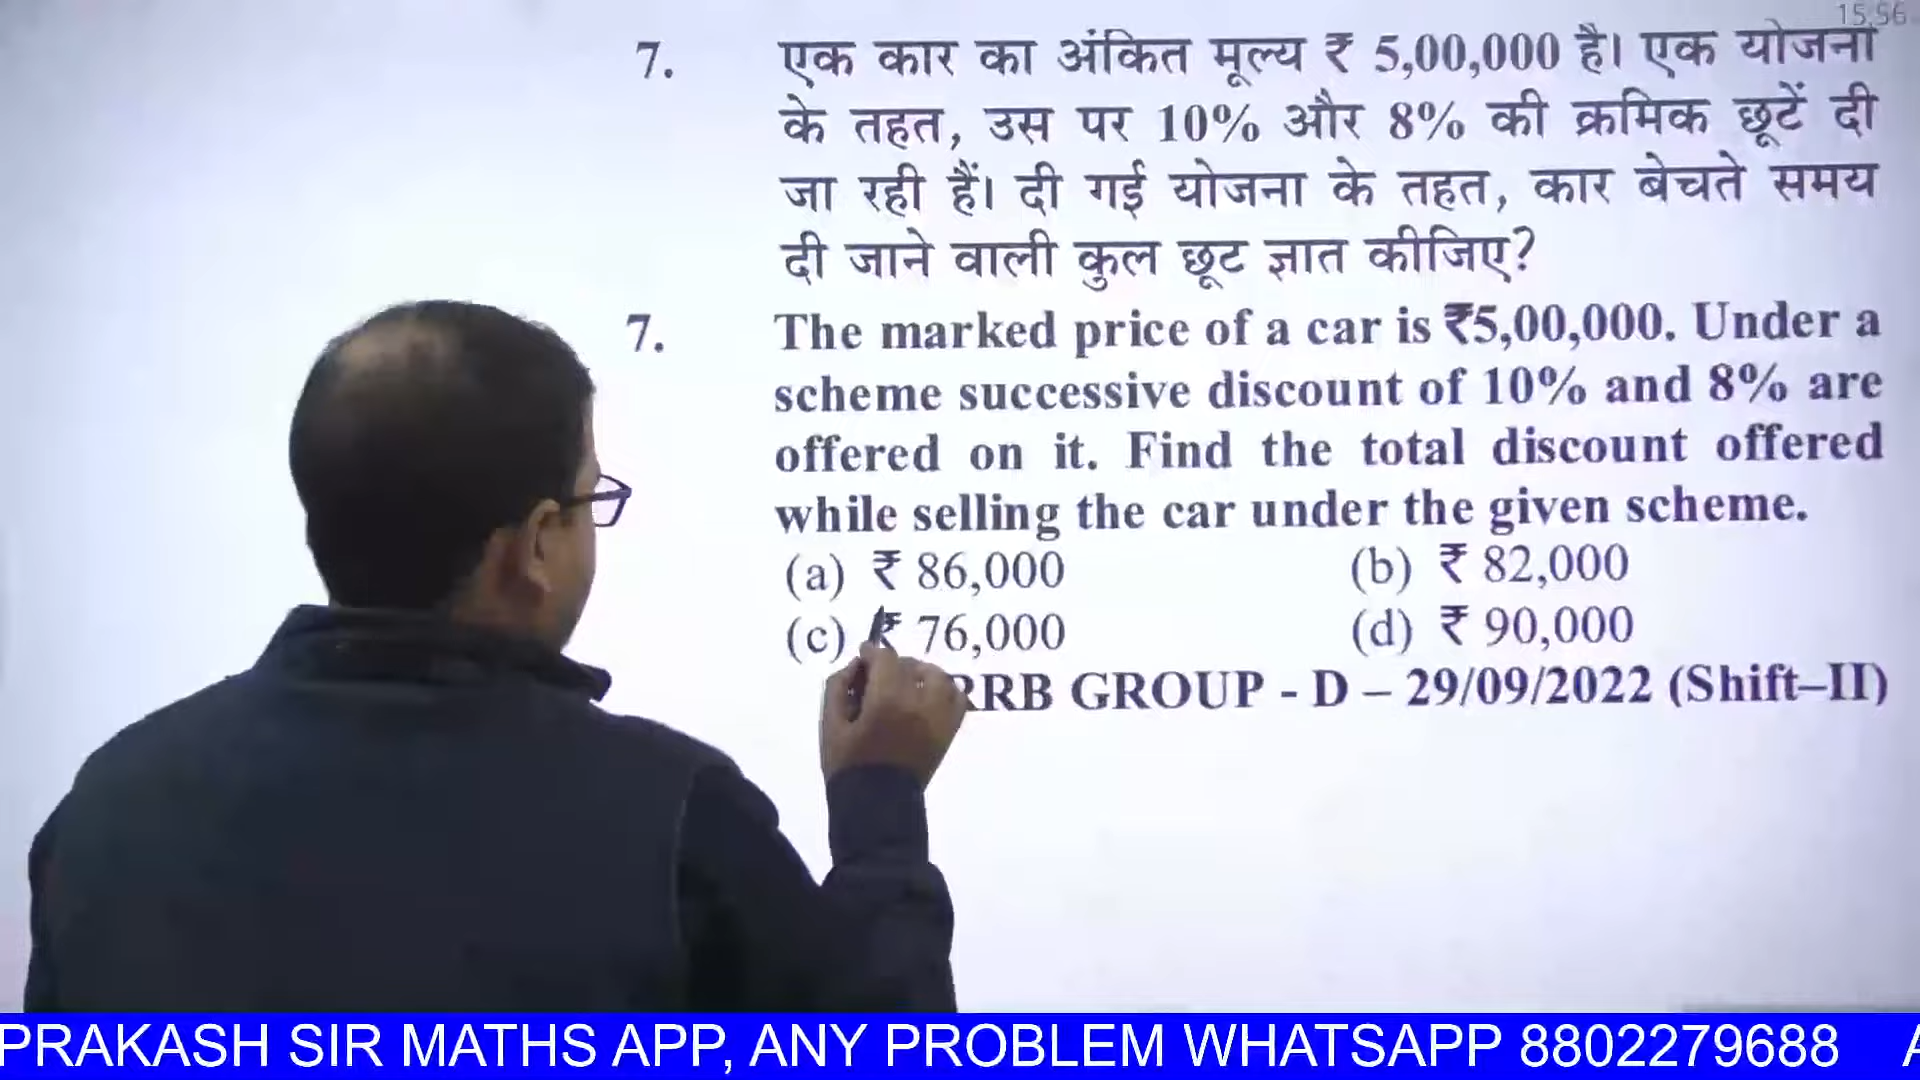 15:56
7. एक कार का अंकित मूल्य ₹ 5,00,000 है। एक योजना
के तहत, उस पर 10% और 8% की क्रमिक छूटें दी
जा रही हैं। दी गई योजना के तहत, कार बेचते समय
दी जाने वाली कुल छूट ज्ञात कीजिए?
7. The marked price of a car is ₹5,00,000. Under a
scheme successive discount of 10% and 8% are
offered on it. Find the total discount offered
while selling the car under the given scheme.
(a) ₹ 86,000 (b) ₹ 82,000
(c) ₹ 76,000 (d) ₹ 90,000
RRB GROUP - D – 29/09/2022 (Shift–II)
PRAKASH SIR MATHS APP, ANY PROBLEM WHATSAPP 8802279688